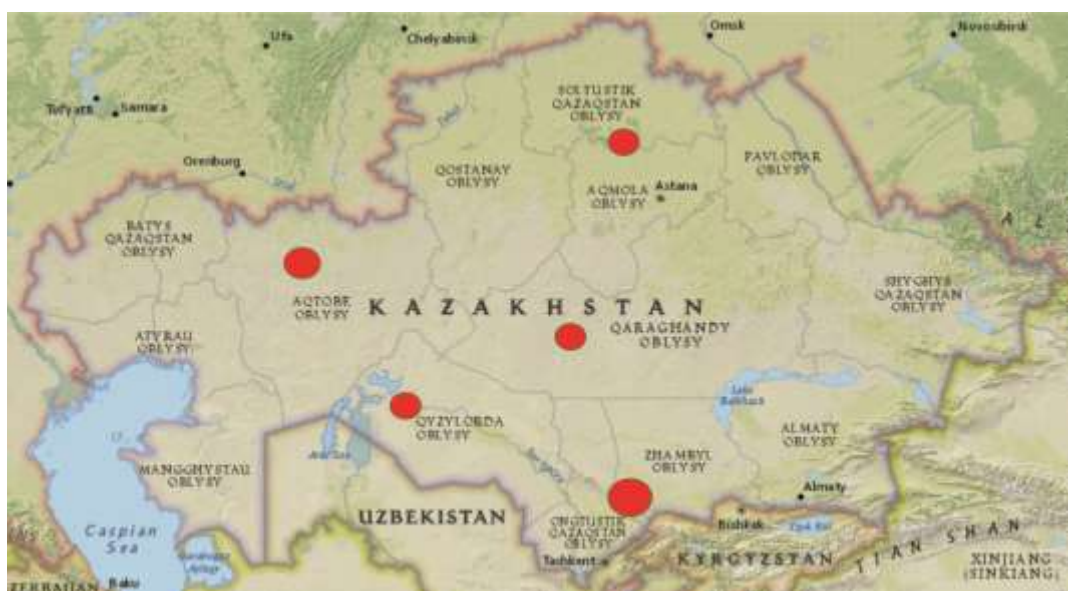 Ufa
Chelyabinsk
Omsk
Novosibirsk
Tol'yatti
Samara
SOLTUSTIK
QAZAQSTAN
OBLYSY
Orenburg
QOSTANAY
OBLYSY
PAVLODAR
OBLYSY
AQMOLA
OBLYSY
Astana
BATYS
QAZAQSTAN
OBLYSY
A L
SHYGHYS
QAZAQSTAN
OBLYSY
AQTOBE
OBLYSY
KAZAKHSTAN
QARAGHANDY
OBLYSY
ATYRAU
OBLYSY
Lake
Balkhash
QYZYLORDA
OBLYSY
ALMATY
OBLYSY
Aral Sea
ZHAMBYL
OBLYSY
MANGGHYSTAU
OBLYSY
Almaty
UZBEKISTAN
ONGTUSTIK
QAZAQSTAN
OBLYSY
Bishkek
Caspian
Sea
Tashkent
KYRGYZSTAN
TIAN SHAN
XINJIANG
(SINKIANG)
Baku